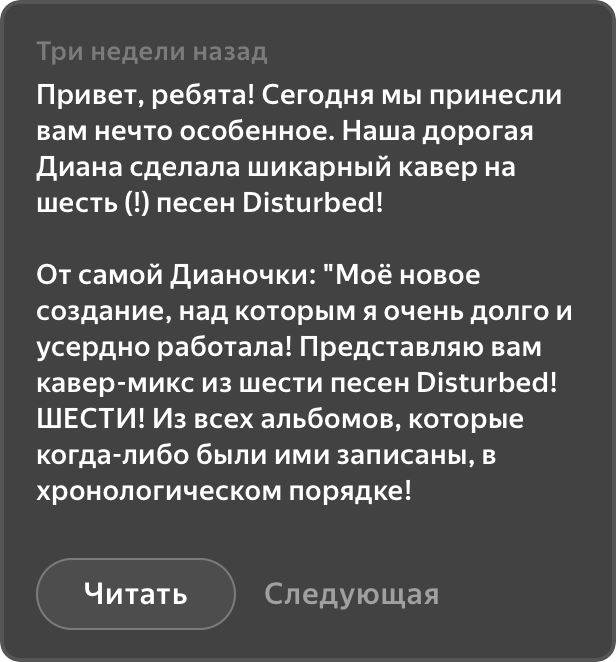 Три недели назад
Привет, ребята! Сегодня мы принесли
вам нечто особенное. Наша дорогая
Диана сделала шикарный кавер на
шесть (!) песен Disturbed!
От самой Дианочки: "Моё новое
создание, над которым я очень долго и
усердно работала! Представляю вам
кавер-микс из шести песен Disturbed!
ШЕСТИ! Из всех альбомов, которые
когда-либо были ими записаны, в
хронологическом порядке!
Читать Следующая